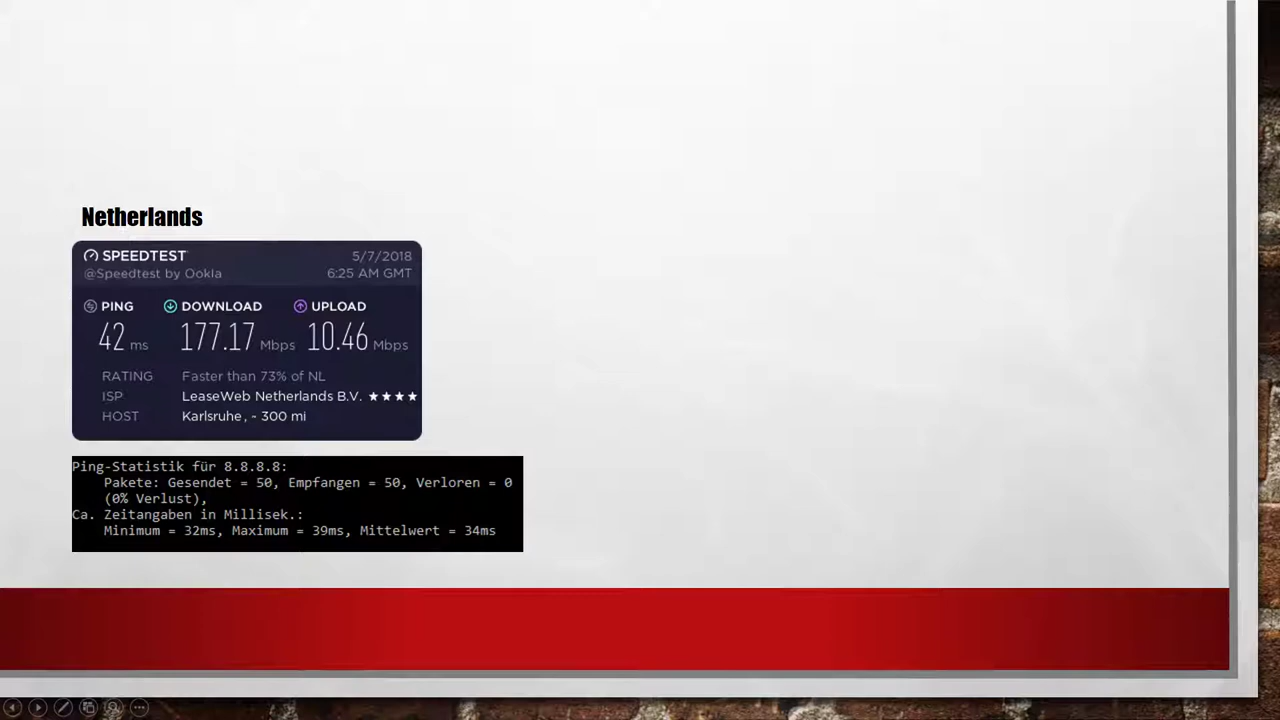 Netherlands
SPEEDTEST 5/7/2018
@Speedtest by Ookla 6:25 AM GMT
PING DOWNLOAD UPLOAD
42 ms 177.17 Mbps 10.46 Mbps
RATING Faster than 73% of NL
ISP LeaseWeb Netherlands B.V. ★★★★
HOST Karlsruhe, ~ 300 mi
Ping-Statistik für 8.8.8.8:
Pakete: Gesendet = 50, Empfangen = 50, Verloren = 0
(0% Verlust),
Ca. Zeitangaben in Millisek.:
Minimum = 32ms, Maximum = 39ms, Mittelwert = 34ms